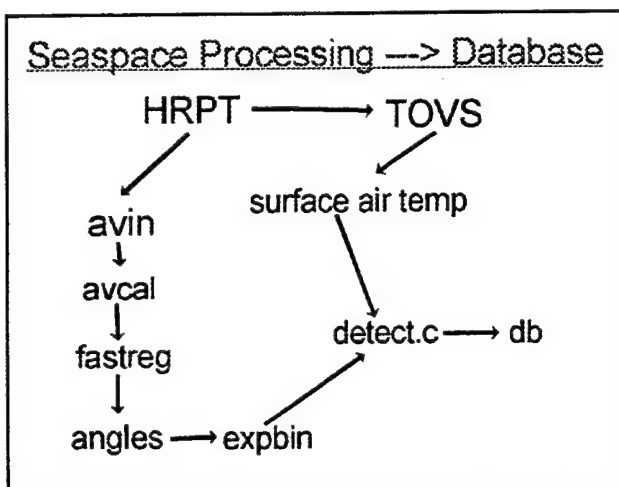 Seaspace Processing ---> Database
HRPT TOVS
surface air temp
avin
avcal
detect.c db
fastreg
angles expbin